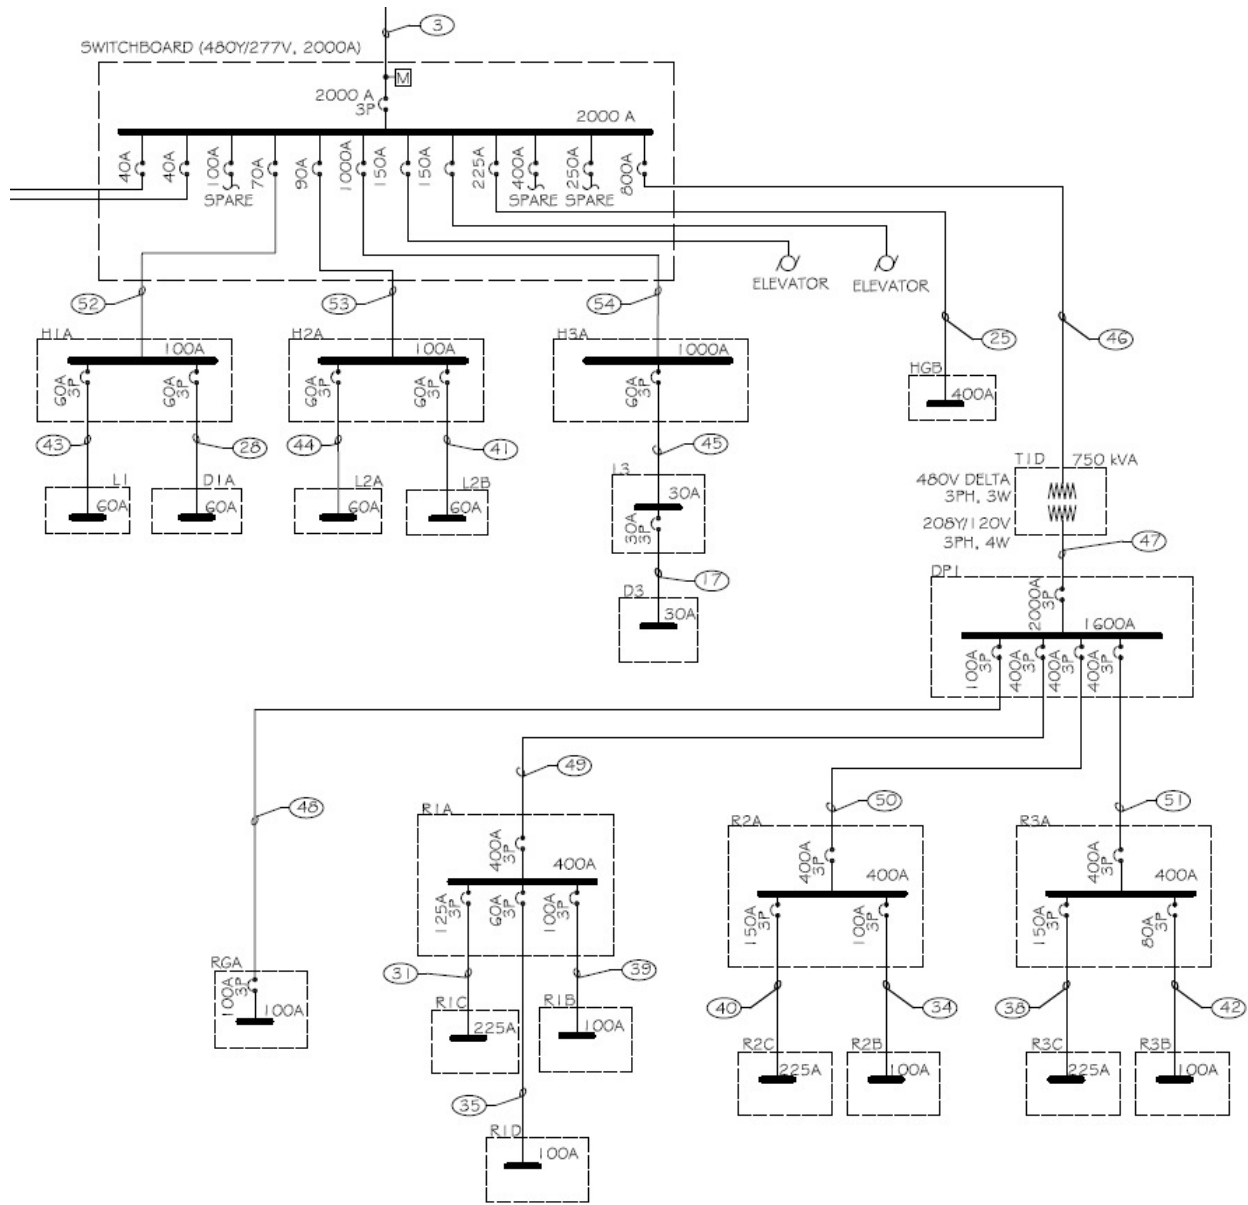 3
SWITCHBOARD (480Y/277V, 2000A)
M
2000 A
3P
2000 A
40A
40A
100A
70A
90A
1000A
150A
150A
225A
400A
250A
800A
SPARE
SPARE
SPARE
ELEVATOR
ELEVATOR
52
53
54
25
46
H1A
100A
60A
3P
60A
3P
H2A
100A
60A
3P
60A
3P
H3A
1000A
60A
3P
HGB
400A
43
28
44
41
45
L1
60A
D1A
60A
L2A
60A
L2B
60A
L3
30A
30A
3P
17
D3
30A
T1D
750 kVA
480V DELTA
3PH, 3W
208Y/120V
3PH, 4W
47
DP1
2000A
3P
1600A
100A
3P
400A
3P
400A
3P
400A
3P
48
49
50
51
R1A
400A
3P
400A
125A
3P
60A
3P
100A
3P
R2A
400A
3P
400A
150A
3P
100A
3P
R3A
400A
3P
400A
150A
3P
80A
3P
RGA
100A
3P
100A
31
39
40
34
38
42
R1C
225A
R1B
100A
R2C
225A
R2B
100A
R3C
225A
R3B
100A
35
R1D
100A